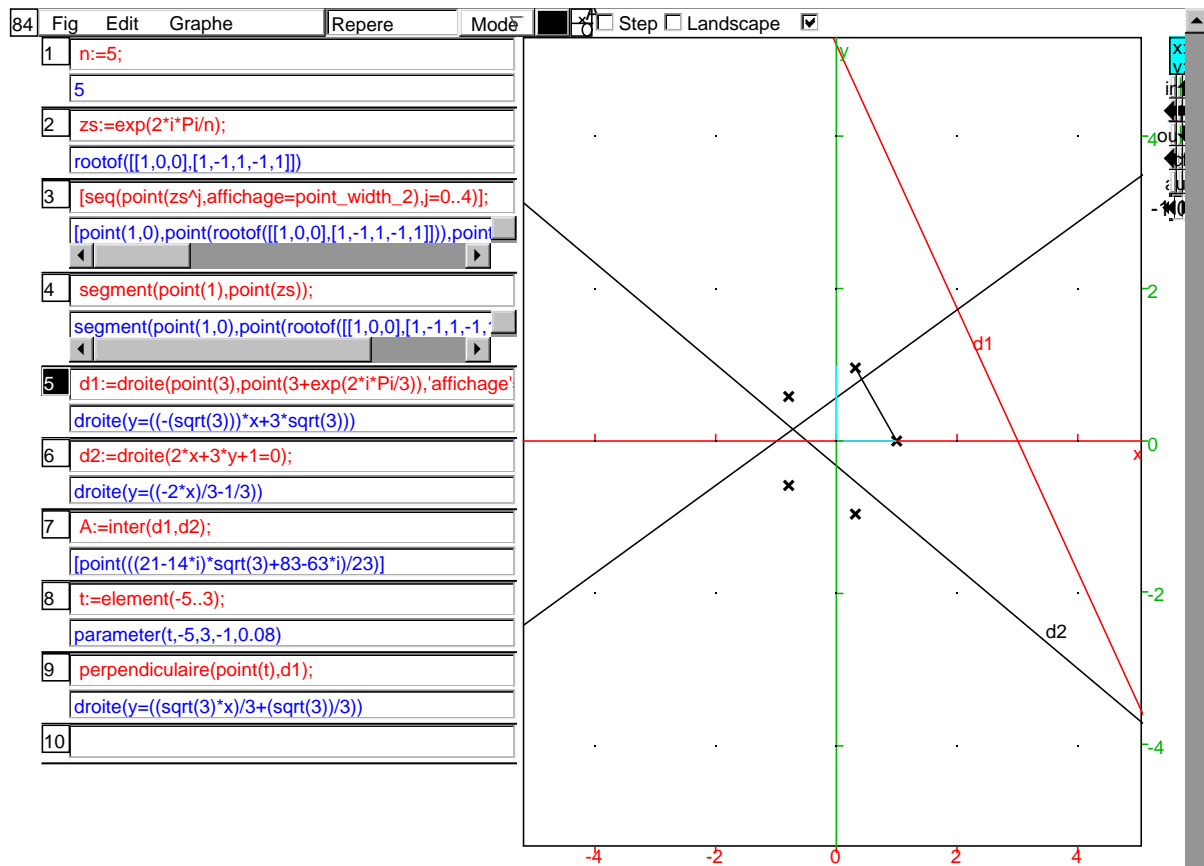 84 Fig Edit Graphe Repere Mode Step Landscape
1 n:=5;
5
2 zs:=exp(2*i*Pi/n);
rootof([[1,0,0],[1,-1,1,-1,1]])
3 [seq(point(zs^j,affichage=point_width_2),j=0..4)];
[point(1,0),point(rootof([[1,0,0],[1,-1,1,-1,1]])),point
4 segment(point(1),point(zs));
segment(point(1,0),point(rootof([[1,0,0],[1,-1,1,-1,
5 d1:=droite(point(3),point(3+exp(2*i*Pi/3)),'affichage'
droite(y=((-(sqrt(3)))*x+3*sqrt(3)))
6 d2:=droite(2*x+3*y+1=0);
droite(y=((-2*x)/3-1/3))
7 A:=inter(d1,d2);
[point(((21-14*i)*sqrt(3)+83-63*i)/23)]
8 t:=element(-5..3);
parameter(t,-5,3,-1,0.08)
9 perpendiculaire(point(t),d1);
droite(y=((sqrt(3)*x)/3+(sqrt(3))/3))
10
y
x:
y:
4
2
d1
0
x
-2
d2
-4
-4 -2 0 2 4